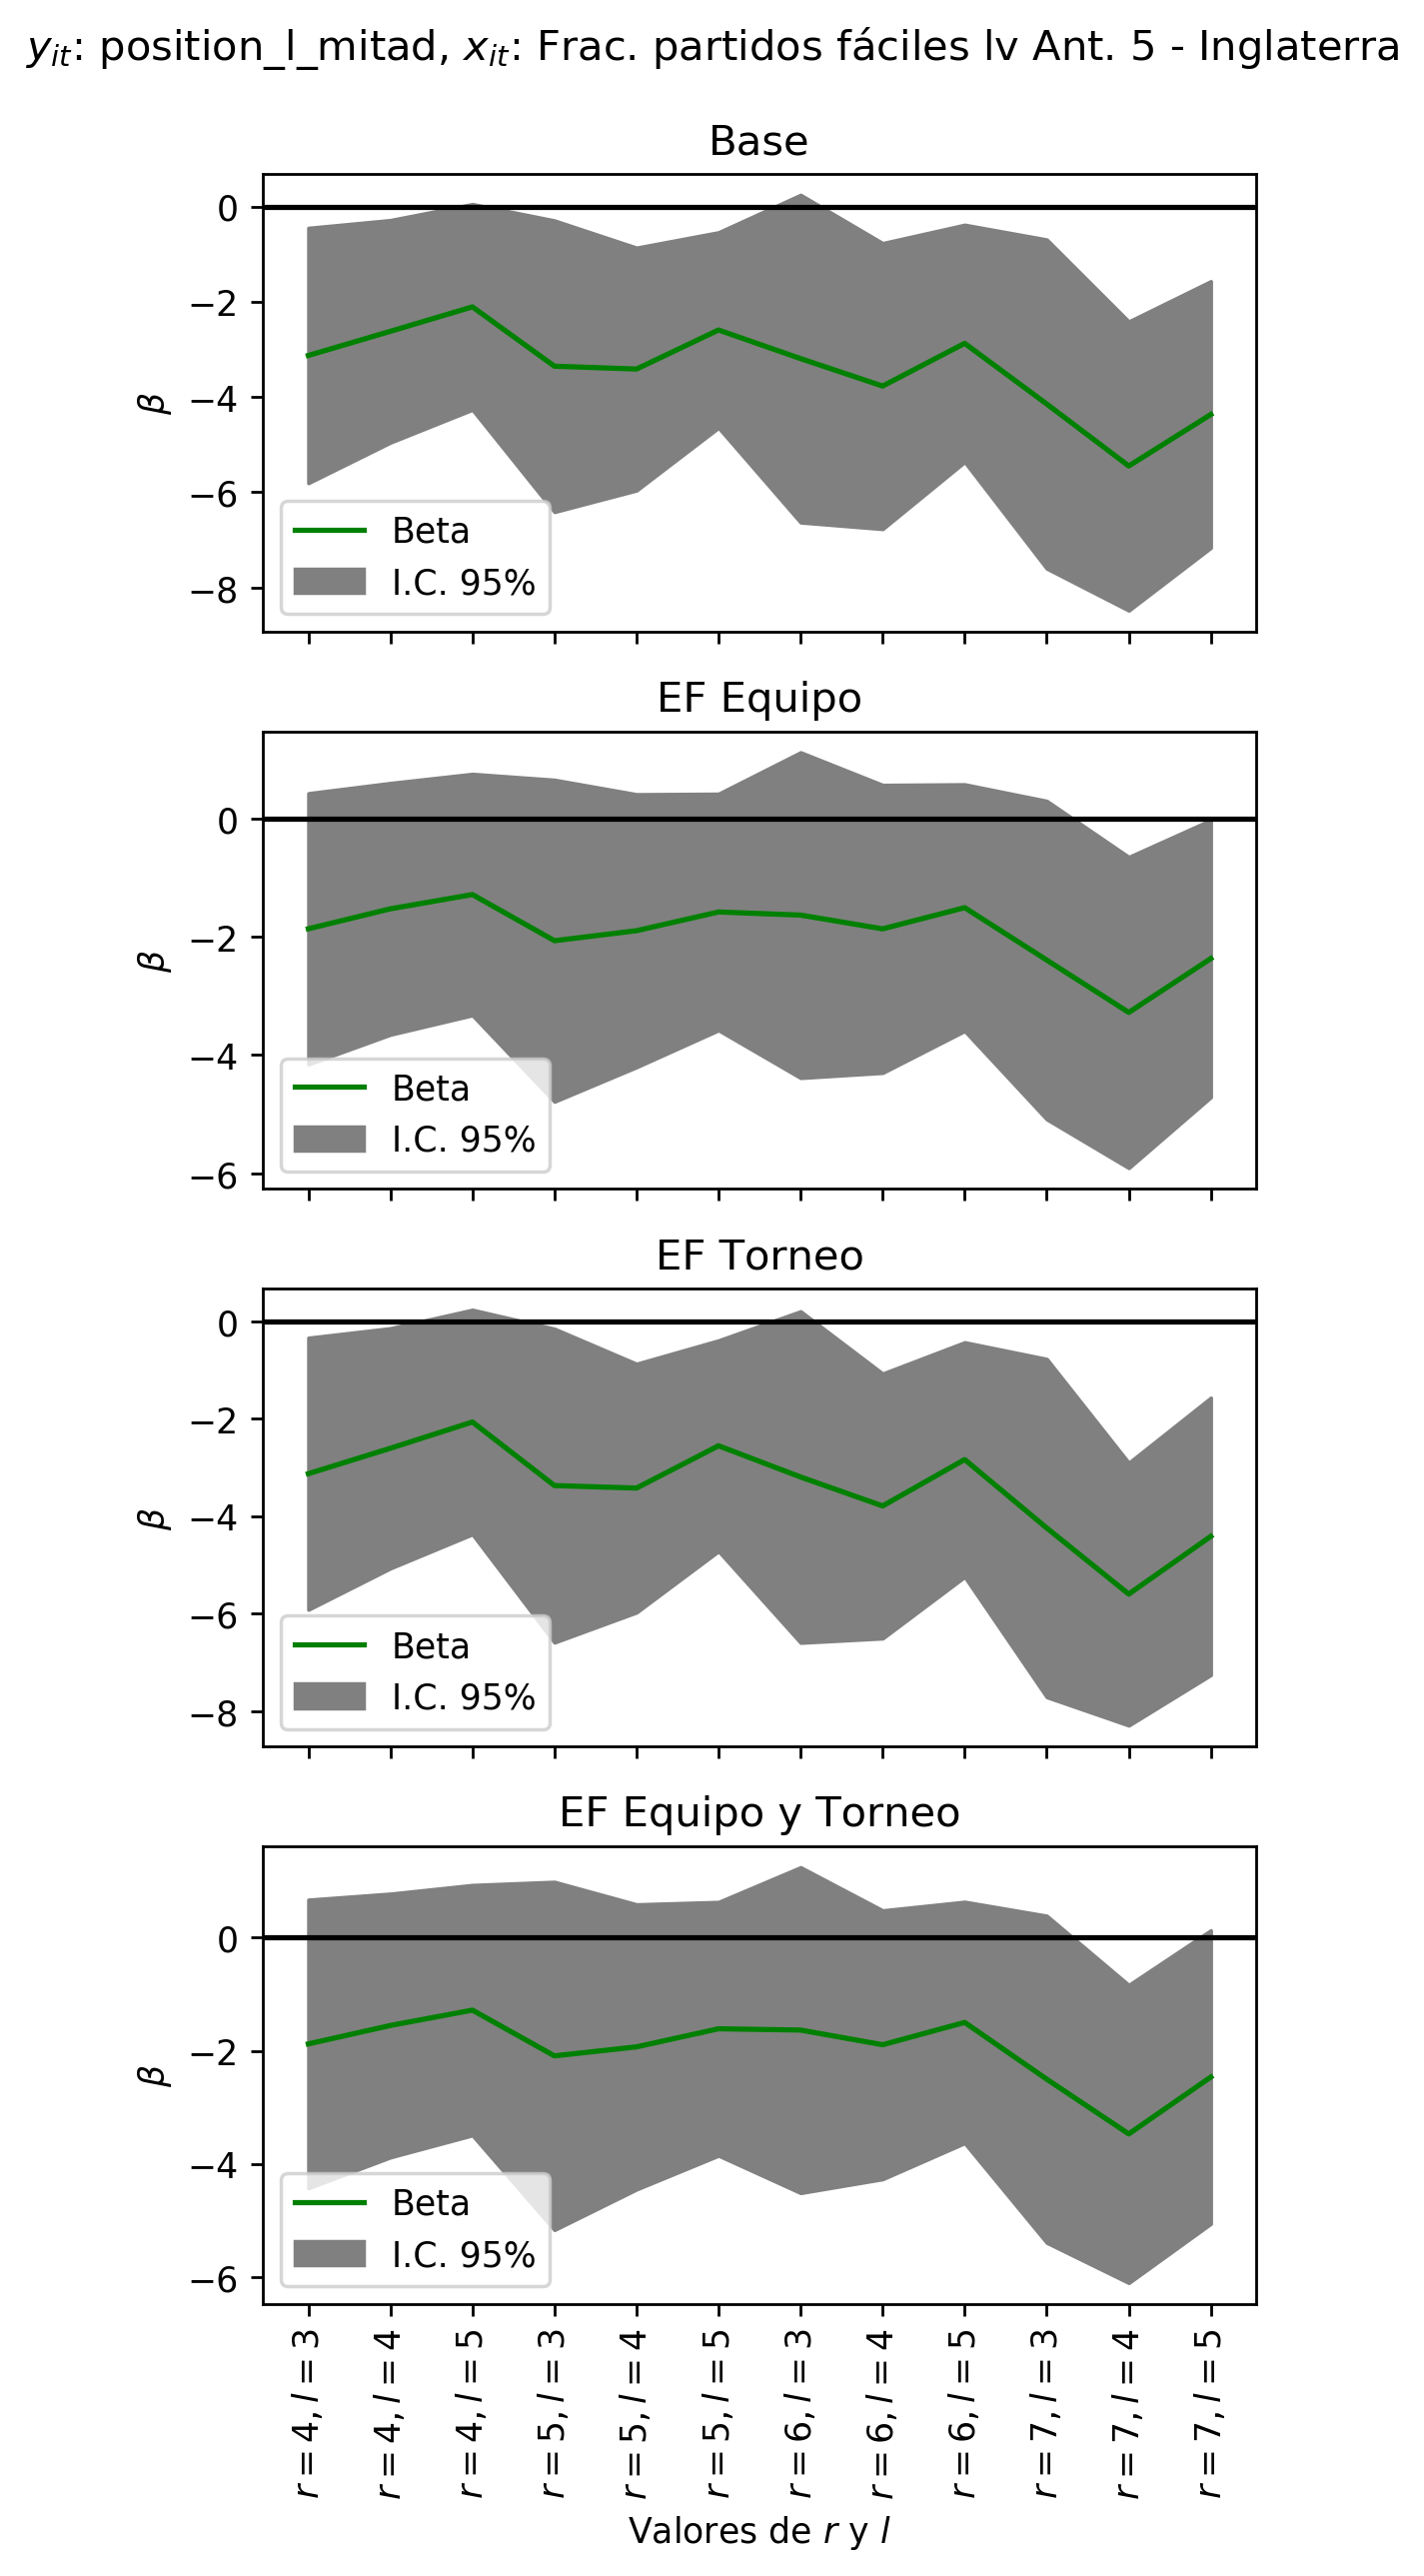 y_it: position_l_mitad, x_it: Frac. partidos fáciles lv Ant. 5 - Inglaterra
Base
0
−2
−4
−6
−8
β
Beta
I.C. 95%
EF Equipo
0
−2
−4
−6
β
Beta
I.C. 95%
EF Torneo
0
−2
−4
−6
−8
β
Beta
I.C. 95%
EF Equipo y Torneo
0
−2
−4
−6
β
Beta
I.C. 95%
r = 4, l = 3
r = 4, l = 4
r = 4, l = 5
r = 5, l = 3
r = 5, l = 4
r = 5, l = 5
r = 6, l = 3
r = 6, l = 4
r = 6, l = 5
r = 7, l = 3
r = 7, l = 4
r = 7, l = 5
Valores de r y l